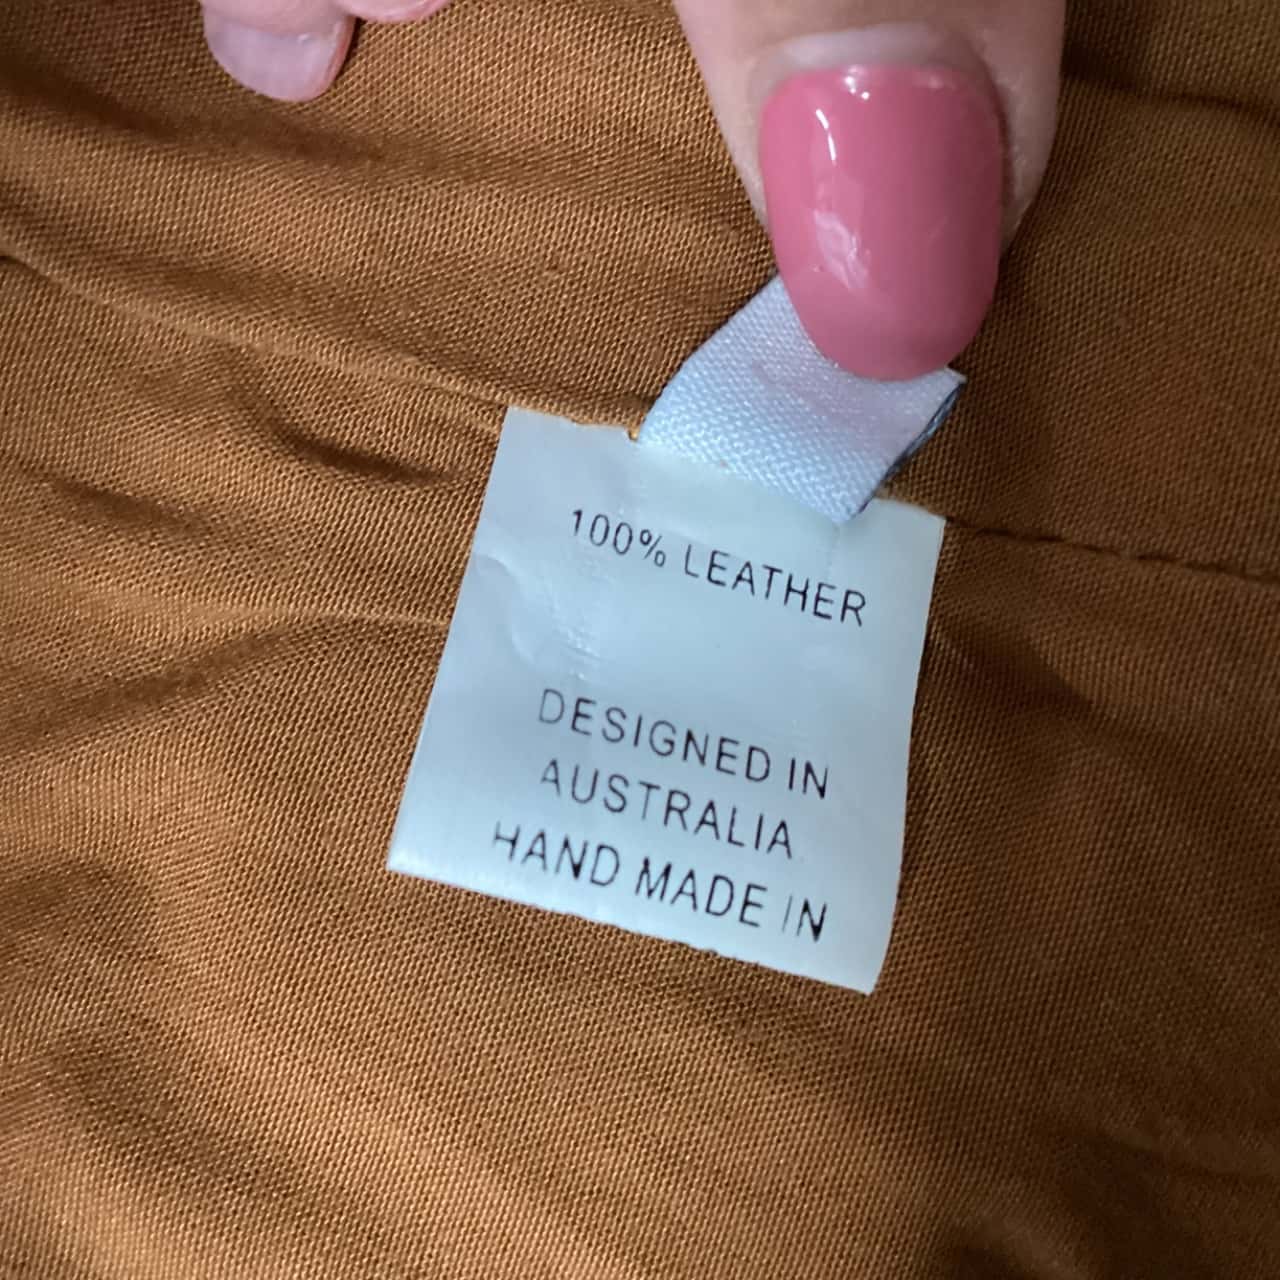 100% LEATHER
DESIGNED IN
AUSTRALIA
HAND MADE IN